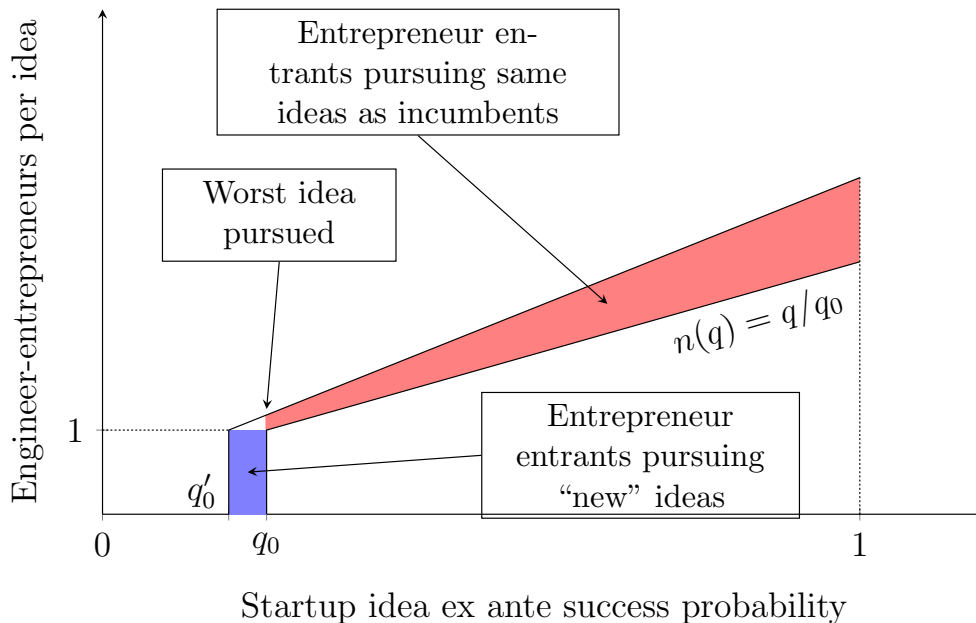 Engineer-entrepreneurs per idea
Entrepreneur en-
trants pursuing same
ideas as incumbents
Worst idea
pursued
n(q) = q/q₀
1
Entrepreneur
entrants pursuing
“new” ideas
q′₀
0
q₀
1
Startup idea ex ante success probability